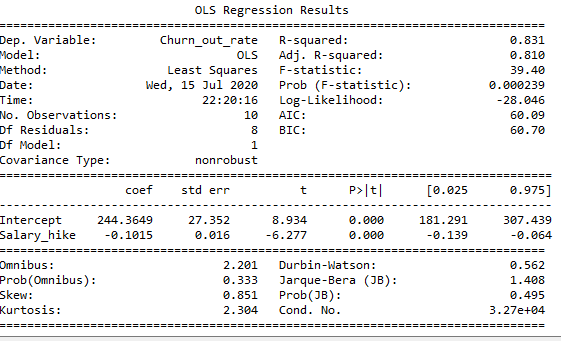 OLS Regression Results
==============================================================================
Dep. Variable:         Churn_out_rate   R-squared:                       0.831
Model:                            OLS   Adj. R-squared:                  0.810
Method:                 Least Squares   F-statistic:                     39.40
Date:                Wed, 15 Jul 2020   Prob (F-statistic):           0.000239
Time:                        22:20:16   Log-Likelihood:                -28.046
No. Observations:                  10   AIC:                             60.09
Df Residuals:                       8   BIC:                             60.70
Df Model:                           1
Covariance Type:            nonrobust
===============================================================================
                  coef    std err          t      P>|t|      [0.025      0.975]
-------------------------------------------------------------------------------
Intercept     244.3649     27.352      8.934      0.000     181.291     307.439
Salary_hike    -0.1015      0.016     -6.277      0.000      -0.139      -0.064
==============================================================================
Omnibus:                        2.201   Durbin-Watson:                   0.562
Prob(Omnibus):                  0.333   Jarque-Bera (JB):                1.408
Skew:                           0.851   Prob(JB):                        0.495
Kurtosis:                       2.304   Cond. No.                     3.27e+04
==============================================================================